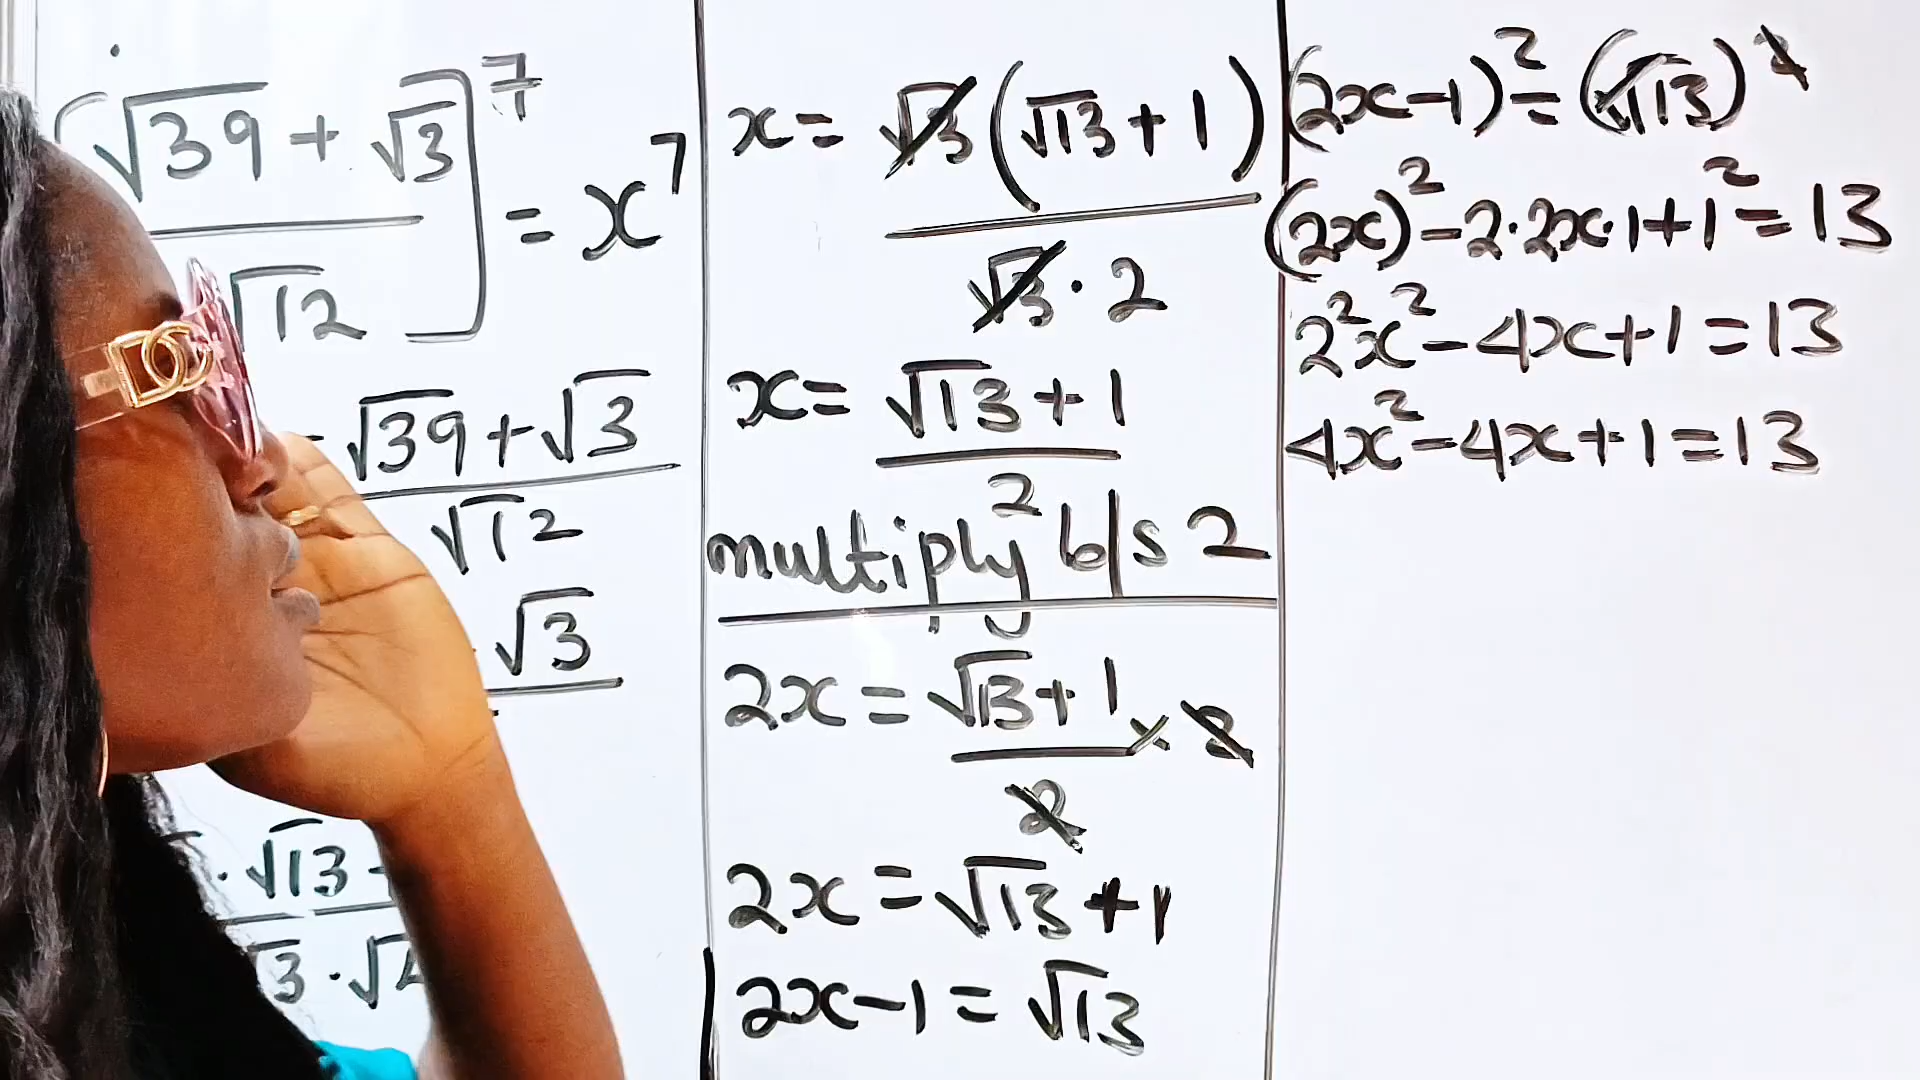 [√39 + √3 / √12]^7 = x^7
√39 + √3 / √12
√3
· √13
√3 · √4
x = √3(√13 + 1) / √3 · 2
x = √13 + 1 / 2
multiply b/s 2
2x = √13 + 1 / 2 × 2
2x = √13 + 1
2x - 1 = √13
(2x - 1)² = (√13)²
(2x)² - 2·2x·1 + 1² = 13
2²x² - 4x + 1 = 13
4x² - 4x + 1 = 13